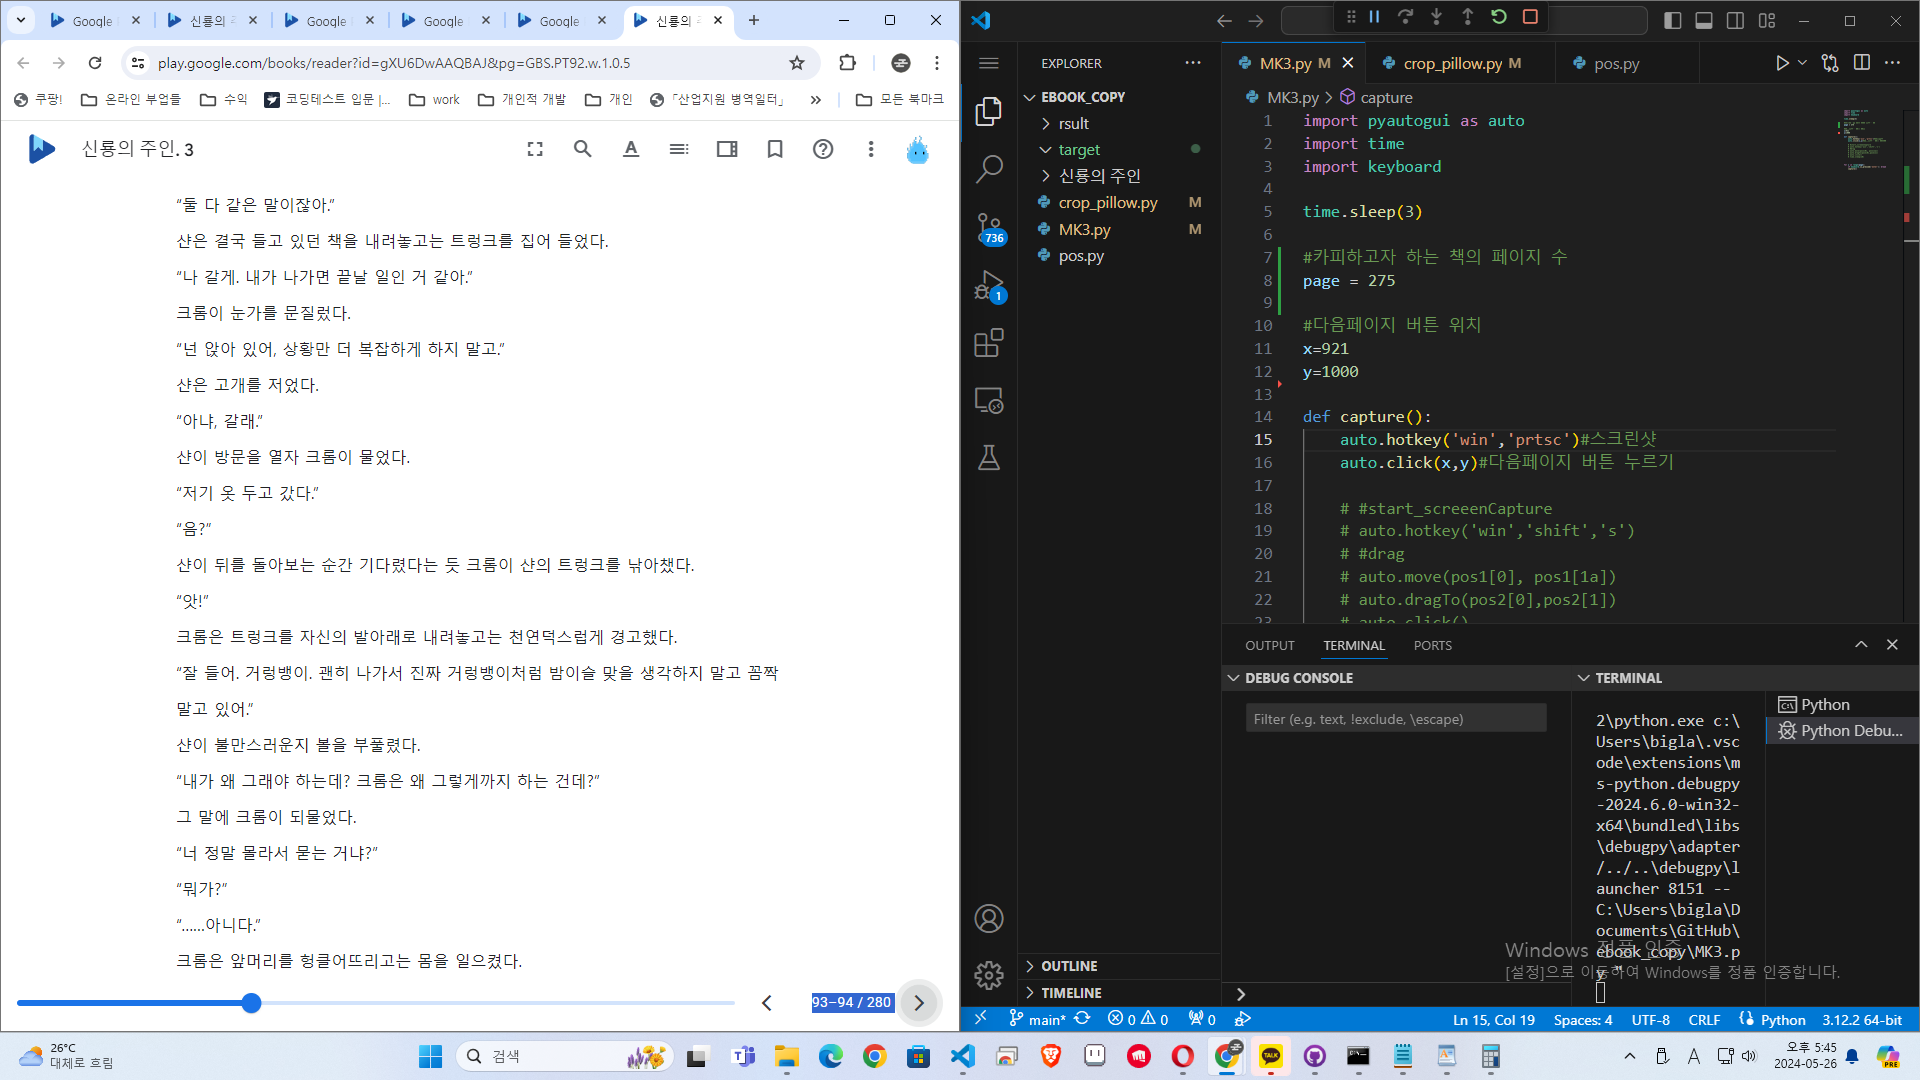 Google
신룡의 주
Google
Google
Google
신룡의 주
play.google.com/books/reader?id=gXU6DwAAQBAJ&pg=GBS.PT92.w.1.0.5
쿠팡!
온라인 부업들
수익
코딩테스트 입문 |...
work
개인적 개발
개인
「산업지원 병역일터」
모든 북마크
신룡의 주인. 3
“둘 다 같은 말이잖아.”
샨은 결국 들고 있던 책을 내려놓고는 트렁크를 집어 들었다.
“나 갈게. 내가 나가면 끝날 일인 거 같아.”
크롬이 눈가를 문질렀다.
“넌 앉아 있어, 상황만 더 복잡하게 하지 말고.”
샨은 고개를 저었다.
“아냐, 갈래.”
샨이 방문을 열자 크롬이 물었다.
“저기 옷 두고 갔다.”
“음?”
샨이 뒤를 돌아보는 순간 기다렸다는 듯 크롬이 샨의 트렁크를 낚아챘다.
“앗!”
크롬은 트렁크를 자신의 발아래로 내려놓고는 천연덕스럽게 경고했다.
“잘 들어. 거렁뱅이. 괜히 나가서 진짜 거렁뱅이처럼 밤이슬 맞을 생각하지 말고 꼼짝
말고 있어.”
샨이 불만스러운지 볼을 부풀렸다.
“내가 왜 그래야 하는데? 크롬은 왜 그렇게까지 하는 건데?”
그 말에 크롬이 되물었다.
“너 정말 몰라서 묻는 거냐?”
“뭐가?”
“……아니다.”
크롬은 앞머리를 헝클어뜨리고는 몸을 일으켰다.
93–94 / 280
EXPLORER
EBOOK_COPY
rsult
target
신룡의 주인
crop_pillow.py M
MK3.py M
pos.py
736
1
OUTLINE
TIMELINE
MK3.py M
crop_pillow.py M
pos.py
MK3.py > capture
1 import pyautogui as auto
2 import time
3 import keyboard
4
5 time.sleep(3)
6
7 #카피하고자 하는 책의 페이지 수
8 page = 275
9
10 #다음페이지 버튼 위치
11 x=921
12 y=1000
13
14 def capture():
15 auto.hotkey('win','prtsc')#스크린샷
16 auto.click(x,y)#다음페이지 버튼 누르기
17
18 # #start_screeenCapture
19 # auto.hotkey('win','shift','s')
20 # #drag
21 # auto.move(pos1[0], pos1[1a])
22 # auto.dragTo(pos2[0],pos2[1])
23 # auto.click()
OUTPUT
TERMINAL
PORTS
DEBUG CONSOLE
Filter (e.g. text, !exclude, \escape)
TERMINAL
2\python.exe c:\
Users\bigla\.vsc
ode\extensions\m
s-python.debugpy
-2024.6.0-win32-
x64\bundled\libs
\debugpy\adapter
/../..\debugpy\l
auncher 8151 --
C:\Users\bigla\D
ocuments\GitHub\
ebook_copy\MK3.p
y
Python
Python Debu...
Windows 정품 인증
[설정]으로 이동하여 Windows를 정품 인증합니다.
main*
0
0
0
Ln 15, Col 19
Spaces: 4
UTF-8
CRLF
Python
3.12.2 64-bit
26°C
대체로 흐림
검색
TALK
A
오후 5:45
2024-05-26
PRE